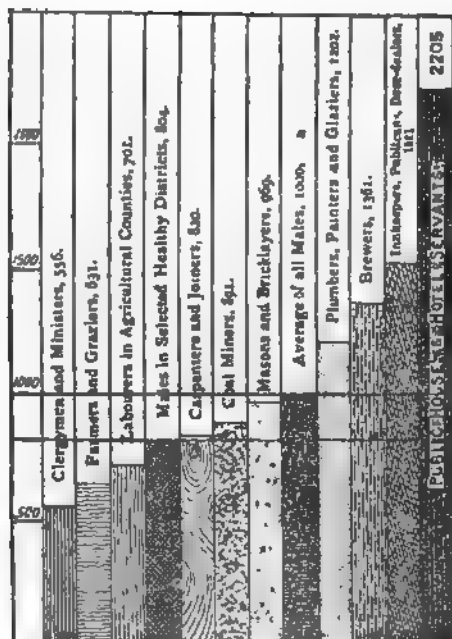 500
1000
1500
Clergymen and Ministers, 556.
Farmers and Graziers, 631.
Labourers in Agricultural Counties, 701.
Males in Selected Healthy Districts, 804.
Carpenters and Joiners, 820.
Coal Miners, 891.
Masons and Bricklayers, 969.
Average of all Males, 1000.
Plumbers, Painters and Glaziers, 1202.
Brewers, 1361.
Innkeepers, Publicans, Beer-dealers,
1521
PUBLIC HOUSE & HOTEL SERVANTS 2205